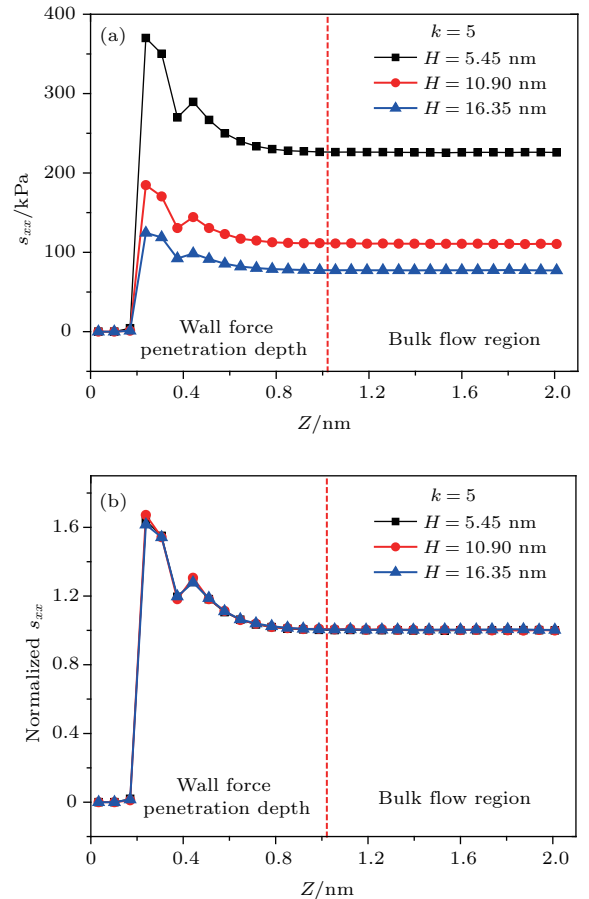 (a)
k = 5
H = 5.45 nm
H = 10.90 nm
H = 16.35 nm
400
300
200
100
0
s_xx/kPa
Wall force
penetration depth
Bulk flow region
0 0.4 0.8 1.2 1.6 2.0
Z/nm
(b)
k = 5
H = 5.45 nm
H = 10.90 nm
H = 16.35 nm
1.6
1.2
0.8
0.4
0
Normalized s_xx
Wall force
penetration depth
Bulk flow region
0 0.4 0.8 1.2 1.6 2.0
Z/nm